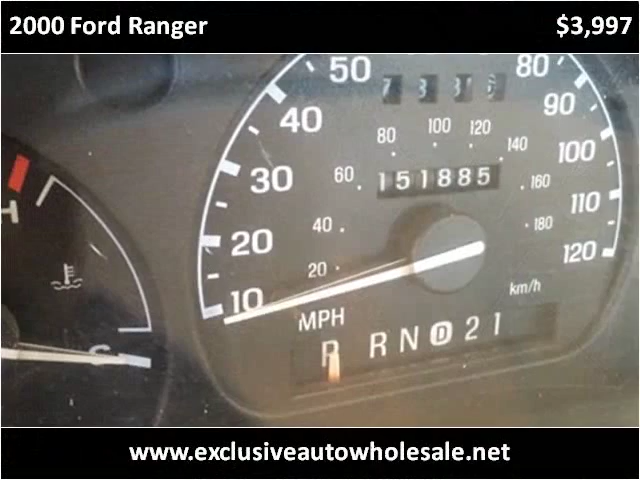 2000 Ford Ranger $3,997
50 80
40 80 100 120 90
140 100
30 60 151885 160 110
20 40 180 120
10 20 km/h
MPH
H
C
P R N D 2 1
www.exclusiveautowholesale.net